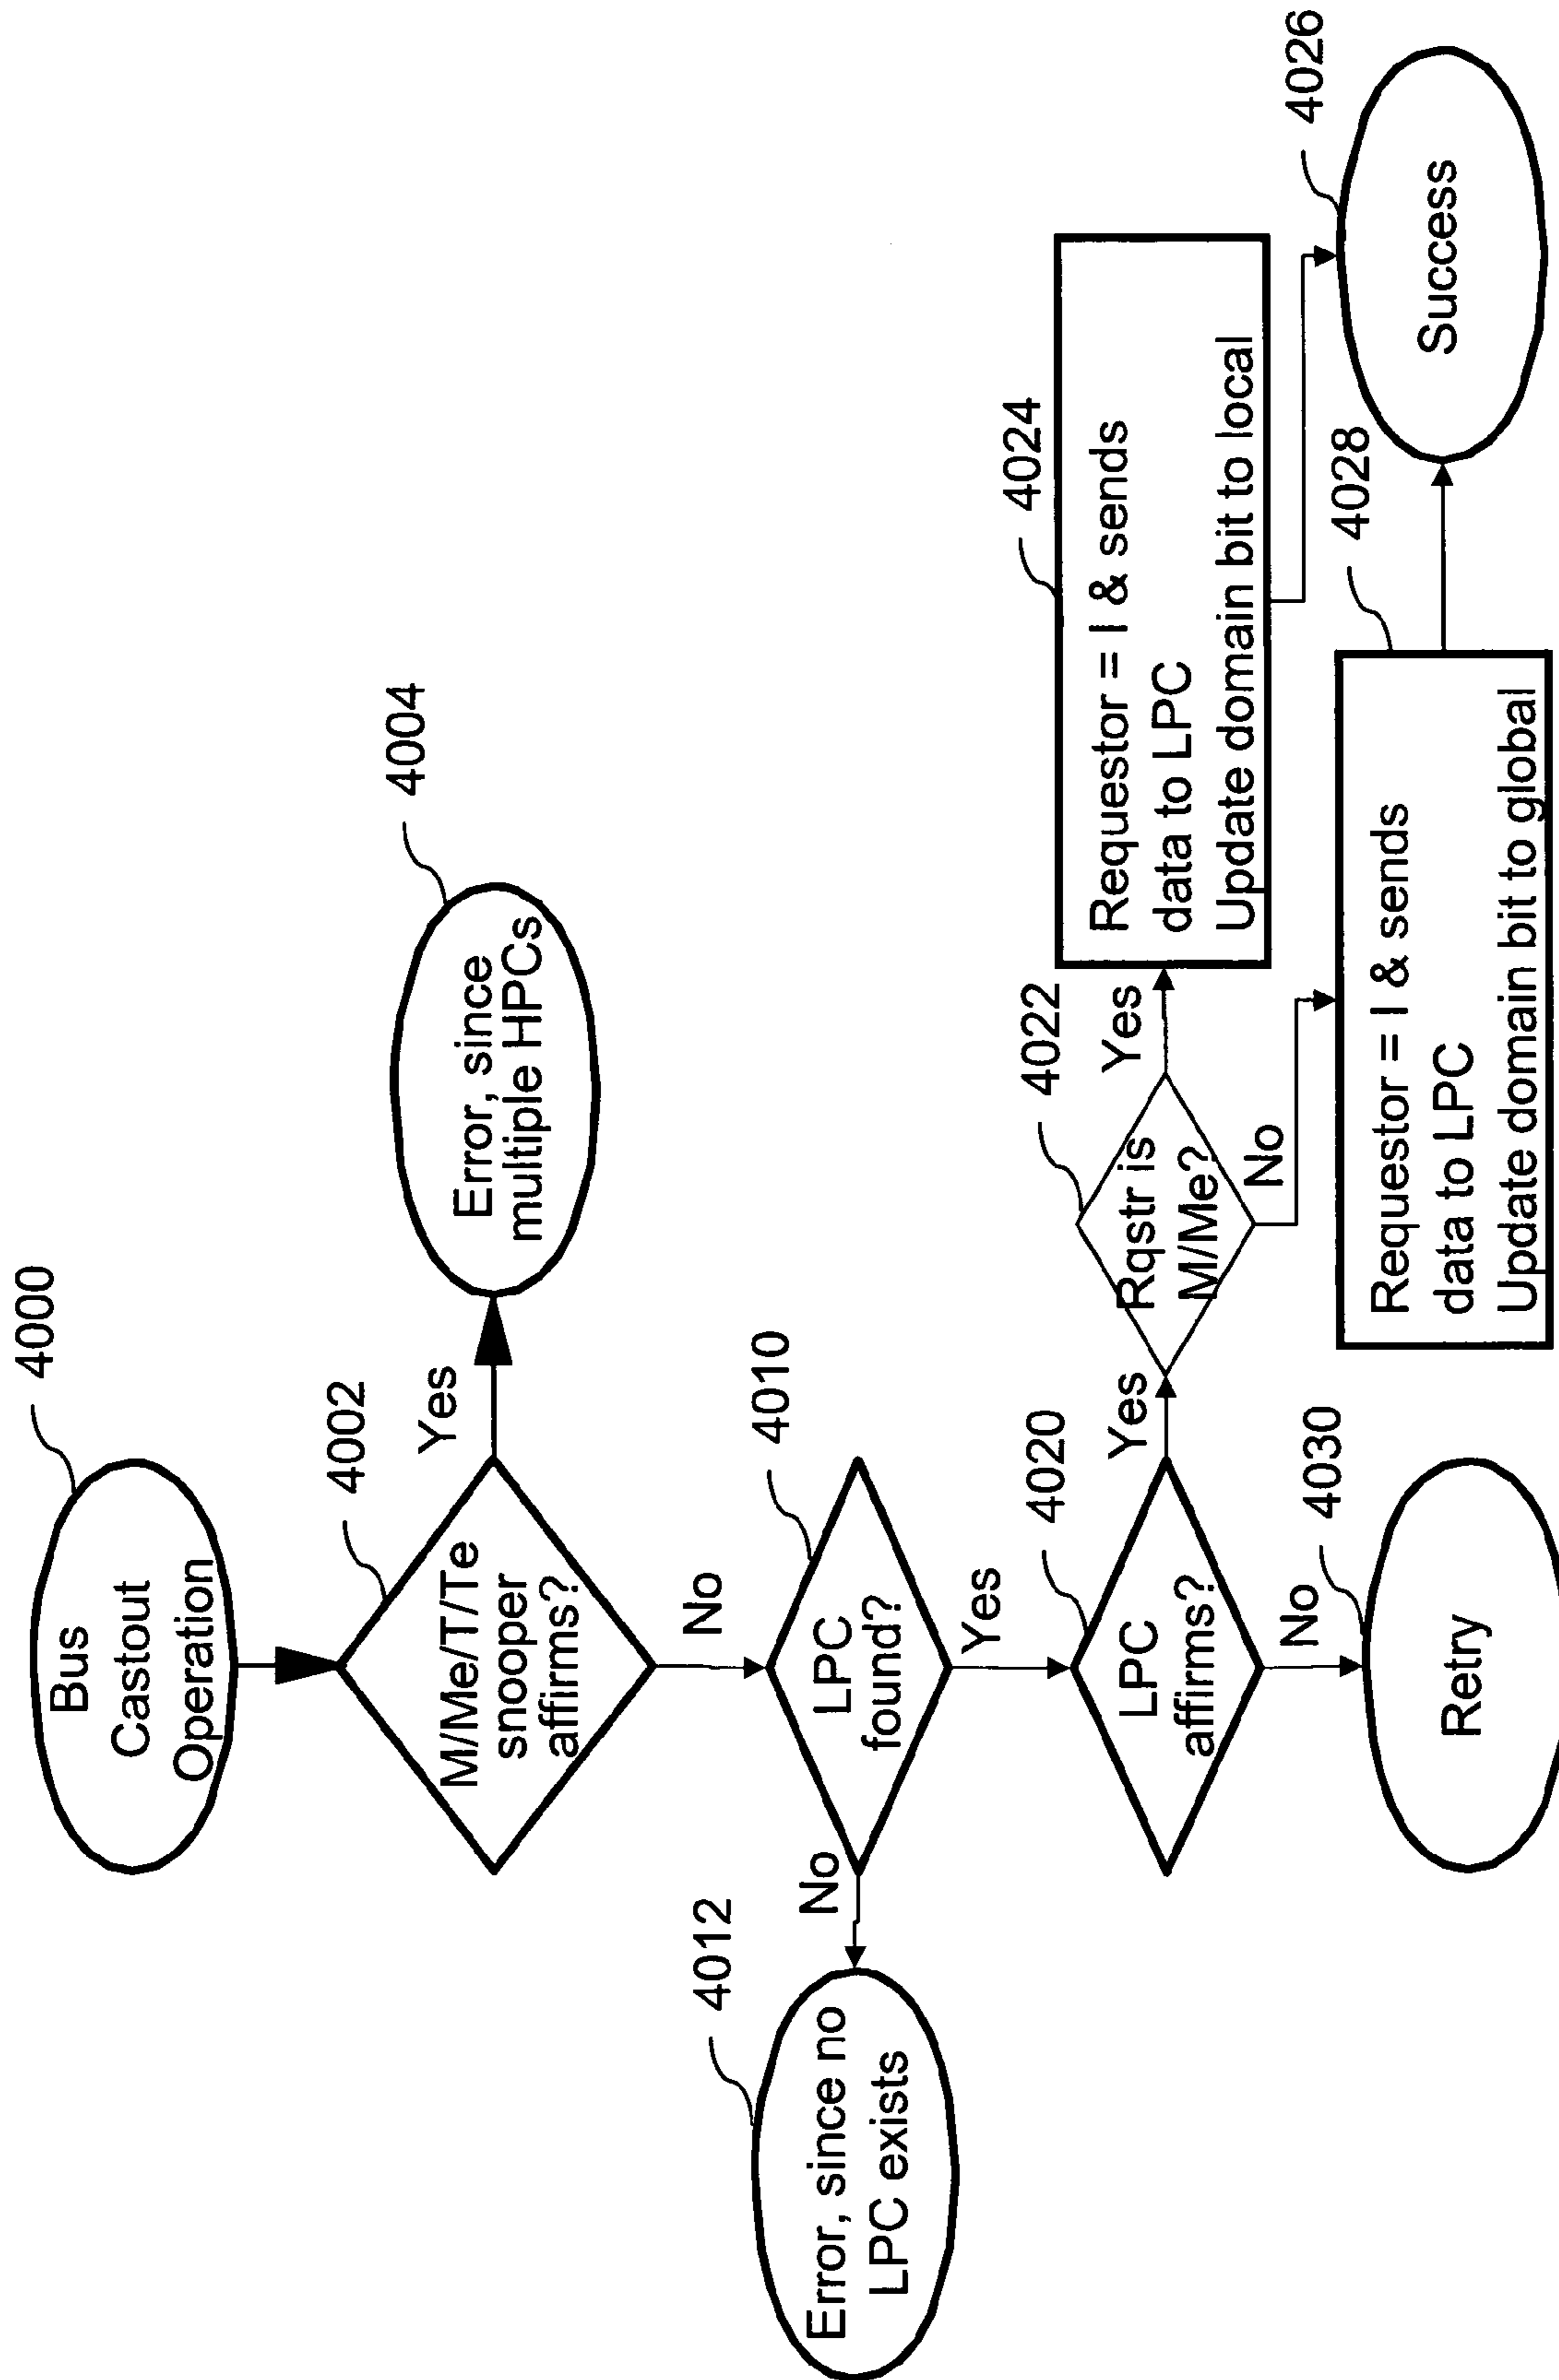 4000
Bus
Castout
Operation
4002
M/Me/T/Te
snooper
affirms?
Yes
4004
Error, since
multiple HPCs
No
4010
LPC
found?
No
4012
Error, since no
LPC exists
Yes
4020
LPC
affirms?
Yes
4022
Rqstr is
M/Me?
Yes
4024
Requestor = I & sends
data to LPC
Update domain bit to local
No
4028
Requestor = I & sends
data to LPC
Update domain bit to global
4026
Success
No
4030
Retry